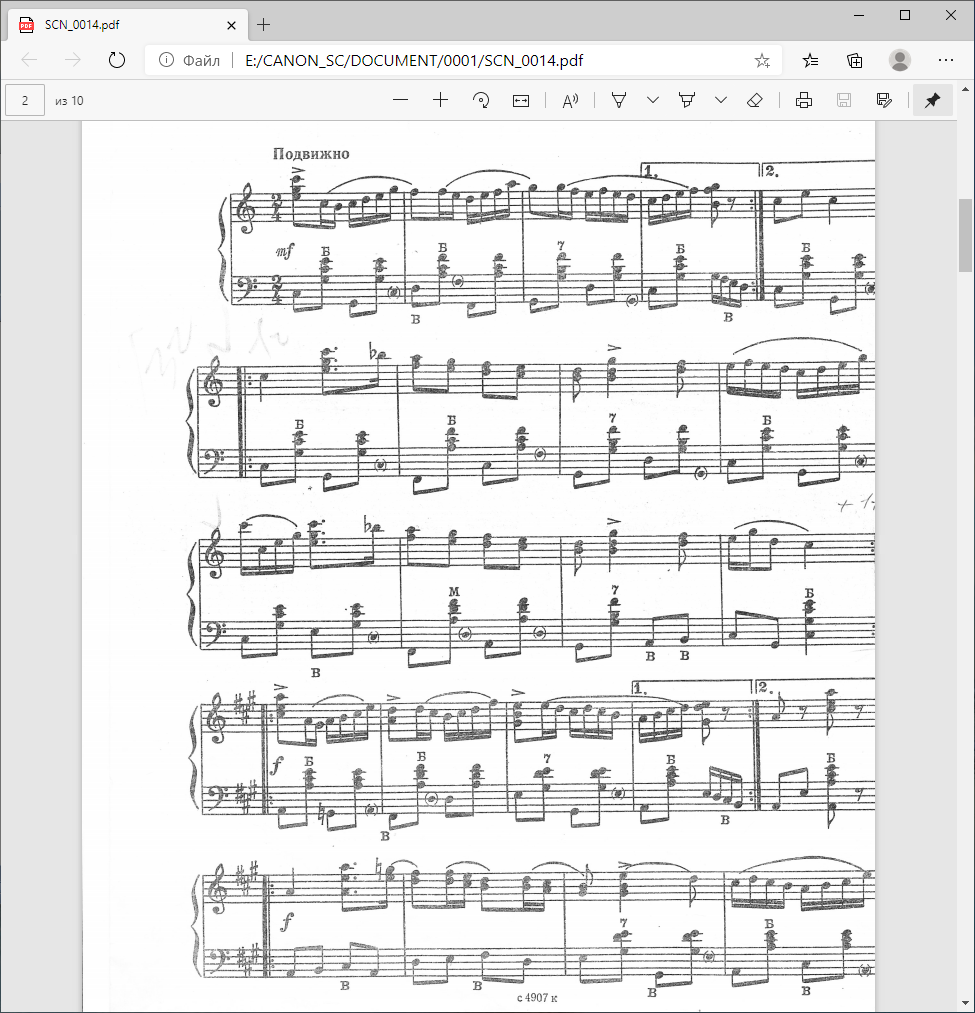 SCN_0014.pdf
Файл E:/CANON_SC/DOCUMENT/0001/SCN_0014.pdf
2 из 10
Подвижно
1. 2.
mf Б Б 7 Б Б
В В
Б Б 7 Б
М 7 Б
В В В
1. 2.
f Б Б 7 Б Б
В В
f
7 Б
В В В В
с 4907 к